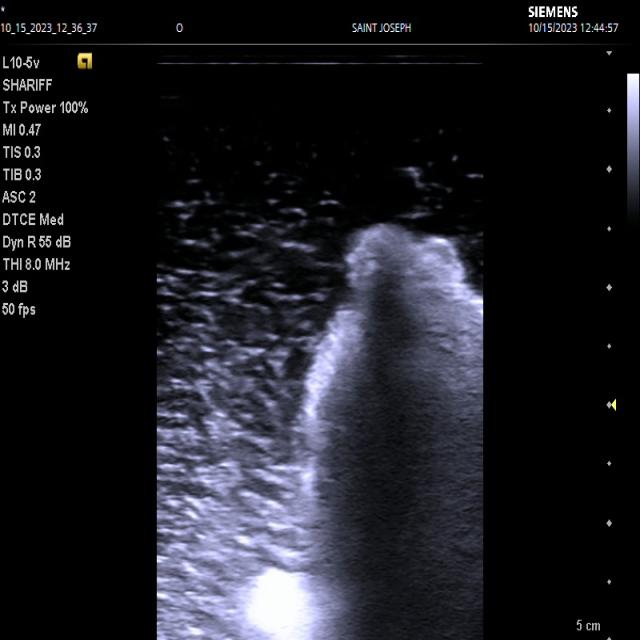 *
SIEMENS
10_15_2023_12_36_37 O SAINT JOSEPH 10/15/2023 12:44:57
L10-5v
SHARIFF
Tx Power 100%
MI 0.47
TIS 0.3
TIB 0.3
ASC 2
DTCE Med
Dyn R 55 dB
THI 8.0 MHz
3 dB
50 fps
5 cm